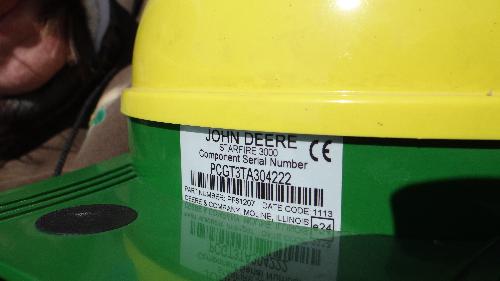 JOHN DEERE
STARFIRE 3000
Component Serial Number
CE
PCGT3TA304222
PART NUMBER: PF81207 DATE CODE: 1113
DEERE & COMPANY, MOLINE, ILLINOIS e24